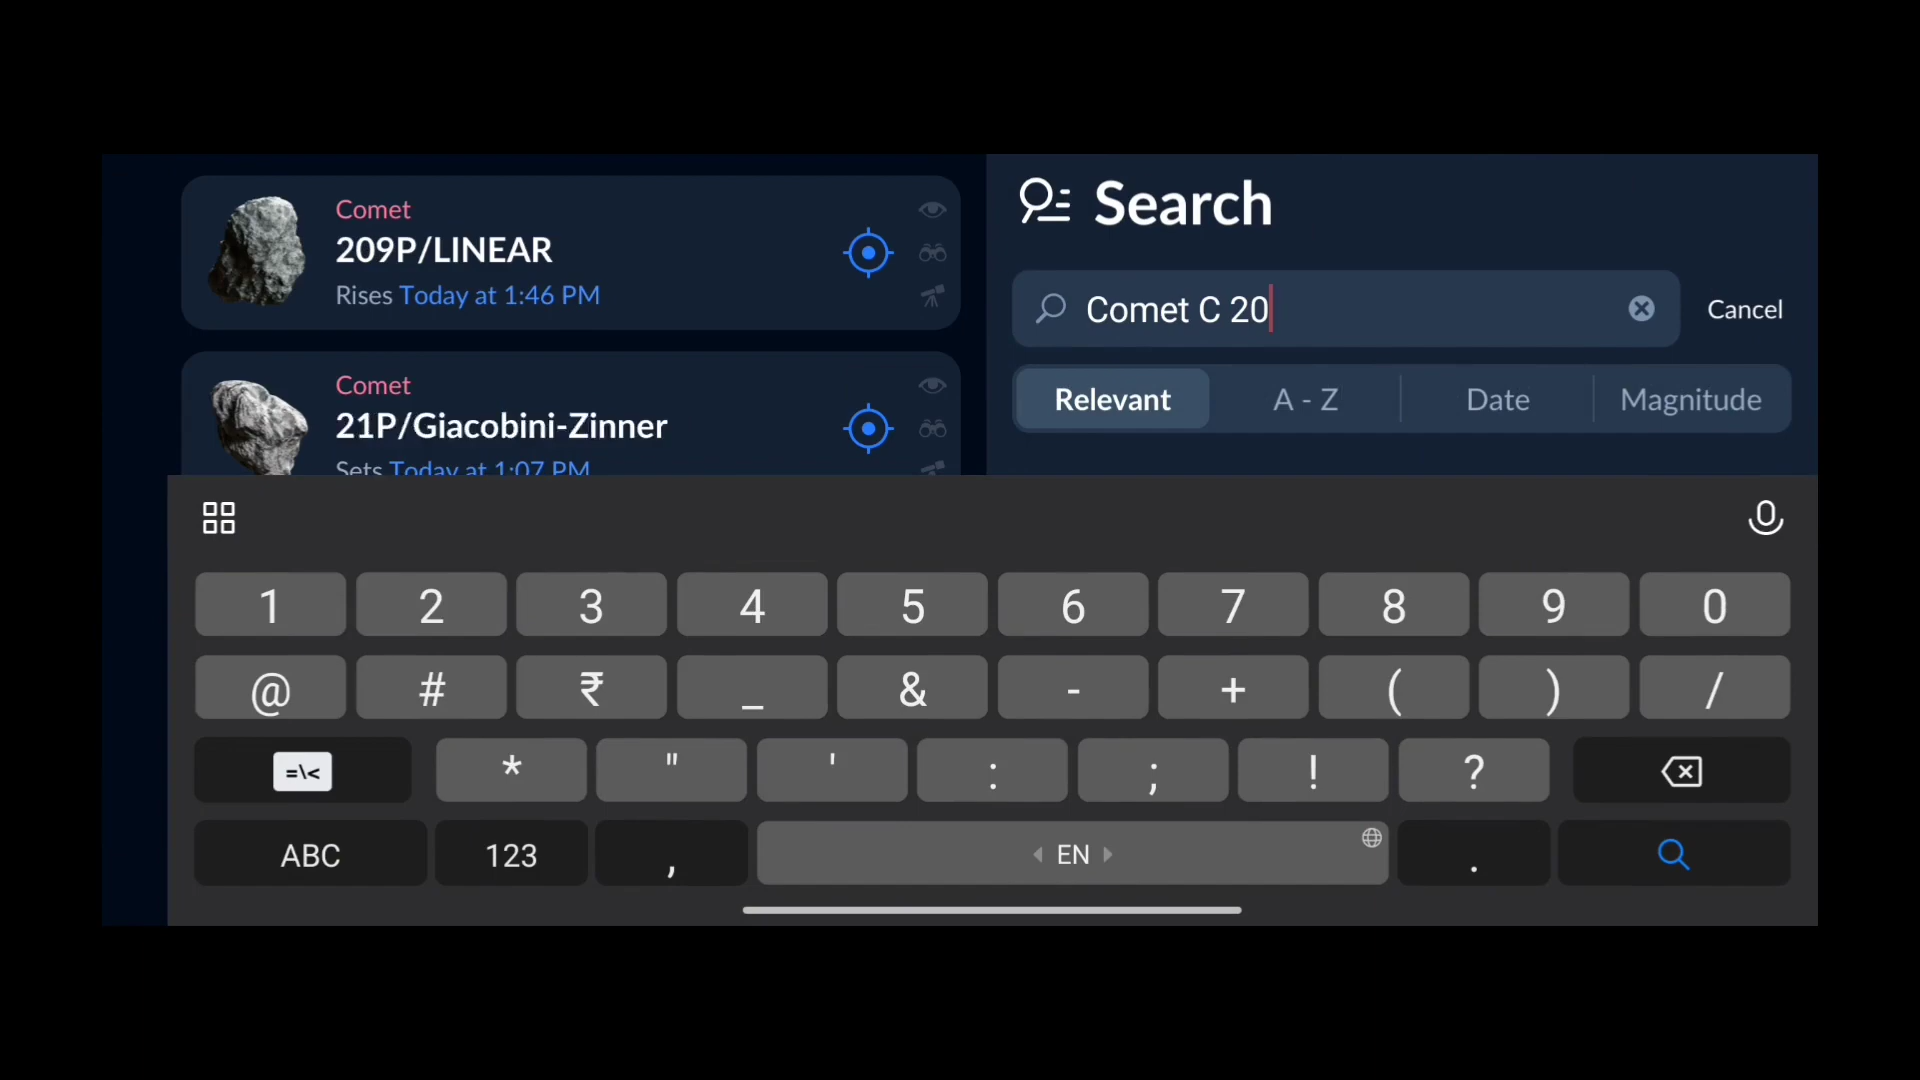 Comet
209P/LINEAR
Rises Today at 1:46 PM
Comet
21P/Giacobini-Zinner
Sets Today at 1:07 PM
Search
Comet C 20
Cancel
Relevant
A - Z
Date
Magnitude
1 2 3 4 5 6 7 8 9 0
@ # ₹ _ & - + ( ) /
=\< * " ' : ; ! ?
ABC 123 , EN .